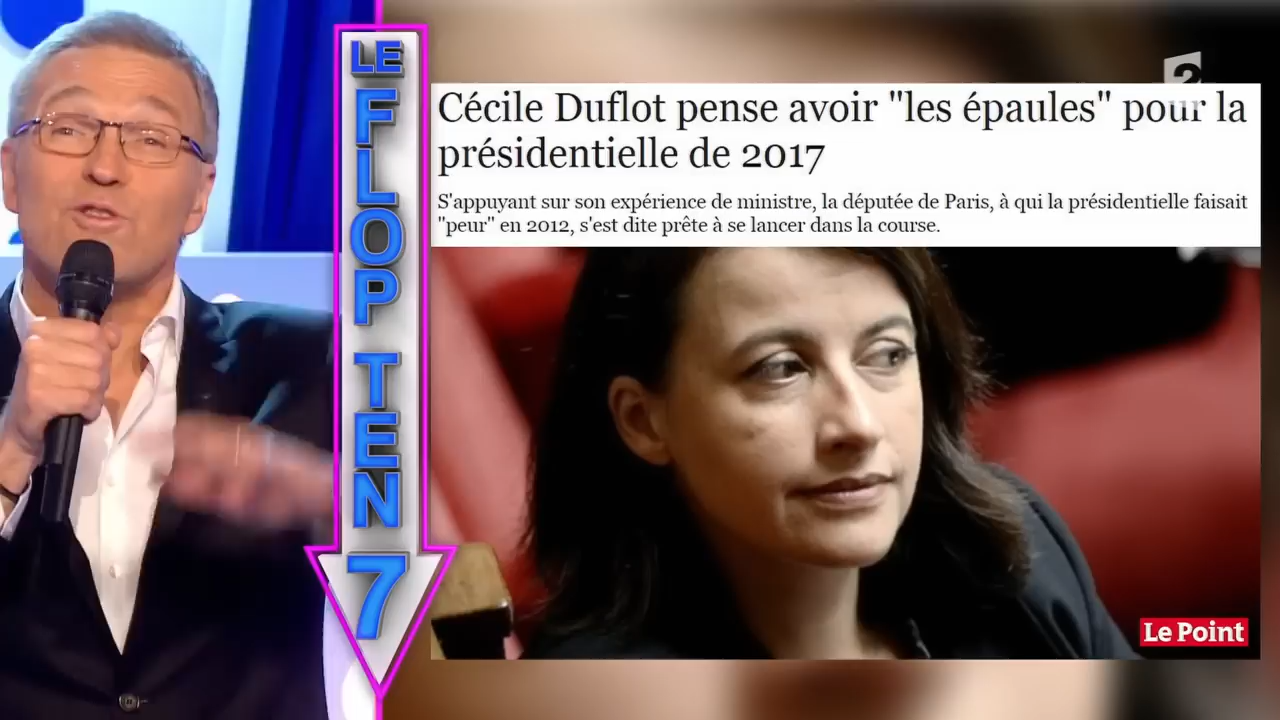 LE FLOP TEN 7
2
Cécile Duflot pense avoir "les épaules" pour la
présidentielle de 2017
S'appuyant sur son expérience de ministre, la députée de Paris, à qui la présidentielle faisait
"peur" en 2012, s'est dite prête à se lancer dans la course.
Le Point